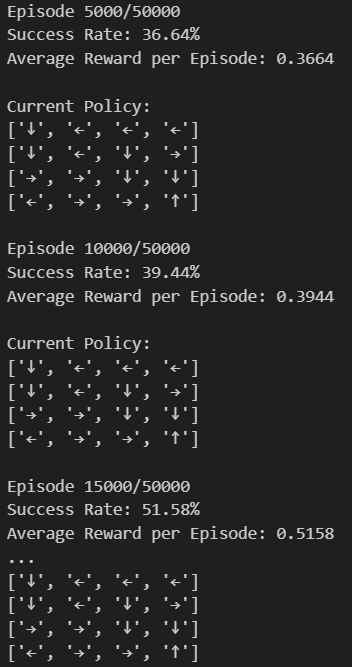 Episode 5000/50000
Success Rate: 36.64%
Average Reward per Episode: 0.3664
Current Policy:
['↓', '←', '←', '←']
['↓', '←', '↓', '→']
['→', '→', '↓', '↓']
['←', '→', '→', '↑']
Episode 10000/50000
Success Rate: 39.44%
Average Reward per Episode: 0.3944
Current Policy:
['↓', '←', '←', '←']
['↓', '←', '↓', '→']
['→', '→', '↓', '↓']
['←', '→', '→', '↑']
Episode 15000/50000
Success Rate: 51.58%
Average Reward per Episode: 0.5158
...
['↓', '←', '←', '←']
['↓', '←', '↓', '→']
['→', '→', '↓', '↓']
['←', '→', '→', '↑']